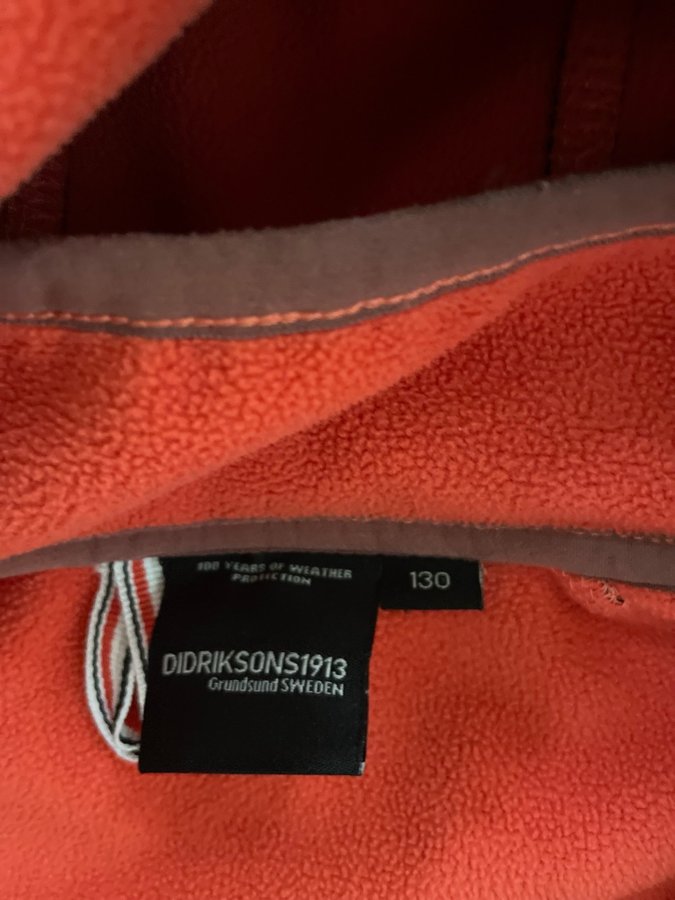 100 YEARS OF WEATHER
PROTECTION
130
DIDRIKSONS1913
Grundsund SWEDEN